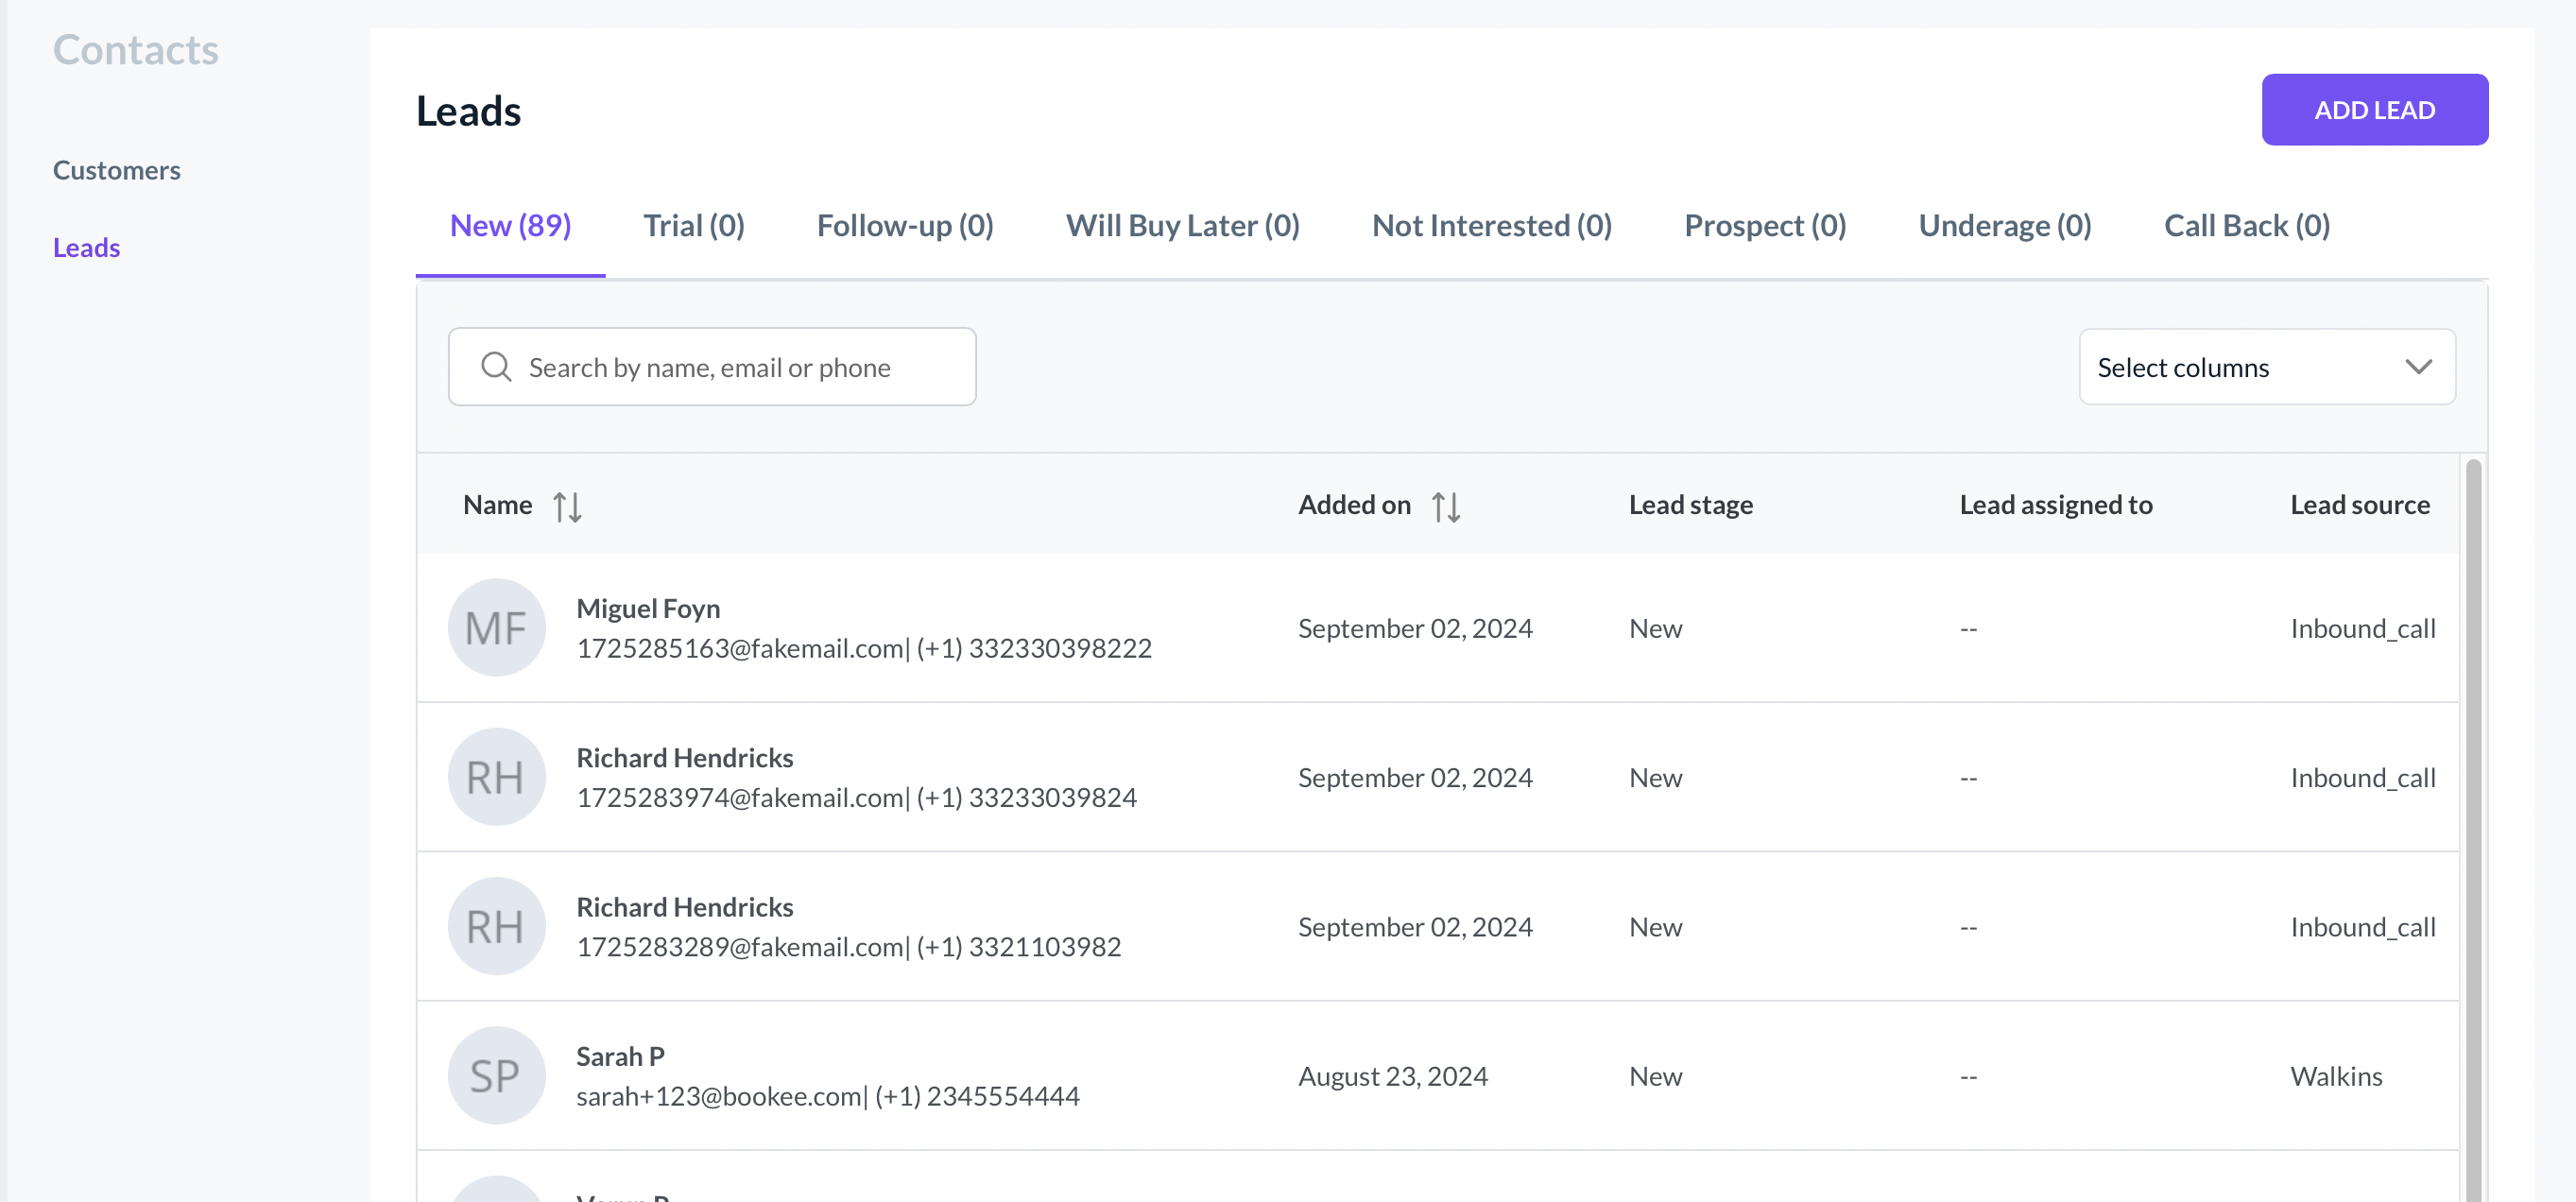 Contacts
Customers
Leads
Leads
ADD LEAD
New (89) Trial (0) Follow-up (0) Will Buy Later (0) Not Interested (0) Prospect (0) Underage (0) Call Back (0)
Search by name, email or phone
Select columns
Name Added on Lead stage Lead assigned to Lead source
MF
Miguel Foyn
1725285163@fakemail.com| (+1) 332330398222
September 02, 2024 New -- Inbound_call
RH
Richard Hendricks
1725283974@fakemail.com| (+1) 33233039824
September 02, 2024 New -- Inbound_call
RH
Richard Hendricks
1725283289@fakemail.com| (+1) 3321103982
September 02, 2024 New -- Inbound_call
SP
Sarah P
sarah+123@bookee.com| (+1) 2345554444
August 23, 2024 New -- Walkins